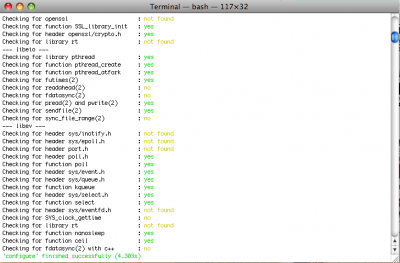 Terminal — bash — 117×32
Checking for openssl : not found
Checking for function SSL_library_init : yes
Checking for header openssl/crypto.h : yes
Checking for library rt : not found
--- libeio ---
Checking for library pthread : yes
Checking for function pthread_create : yes
Checking for function pthread_atfork : yes
Checking for futimes(2) : yes
Checking for readahead(2) : no
Checking for fdatasync(2) : no
Checking for pread(2) and pwrite(2) : yes
Checking for sendfile(2) : yes
Checking for sync_file_range(2) : no
--- libev ---
Checking for header sys/inotify.h : not found
Checking for header sys/epoll.h : not found
Checking for header port.h : not found
Checking for header poll.h : yes
Checking for function poll : yes
Checking for header sys/event.h : yes
Checking for header sys/queue.h : yes
Checking for function kqueue : yes
Checking for header sys/select.h : yes
Checking for function select : yes
Checking for header sys/eventfd.h : not found
Checking for SYS_clock_gettime : no
Checking for library rt : not found
Checking for function nanosleep : yes
Checking for function ceil : yes
Checking for fdatasync(2) with c++ : no
'configure' finished successfully (4.383s)